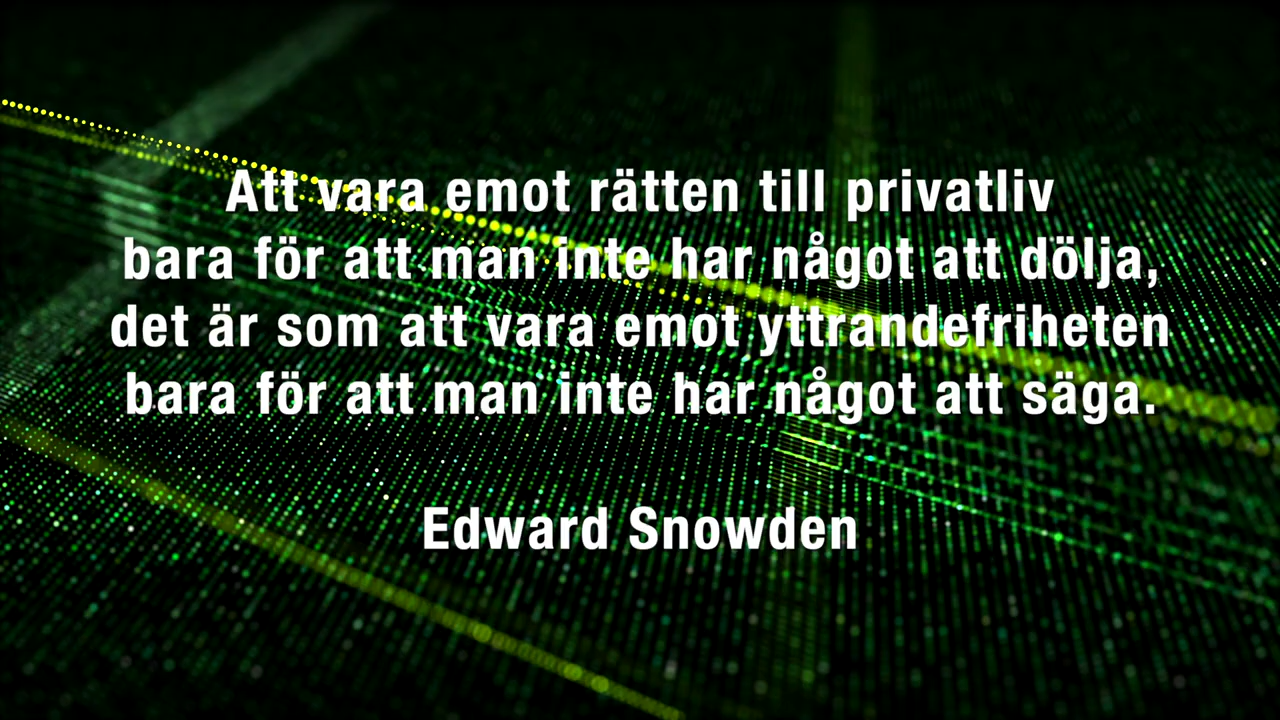 Att vara emot rätten till privatliv
bara för att man inte har något att dölja,
det är som att vara emot yttrandefriheten
bara för att man inte har något att säga.
Edward Snowden